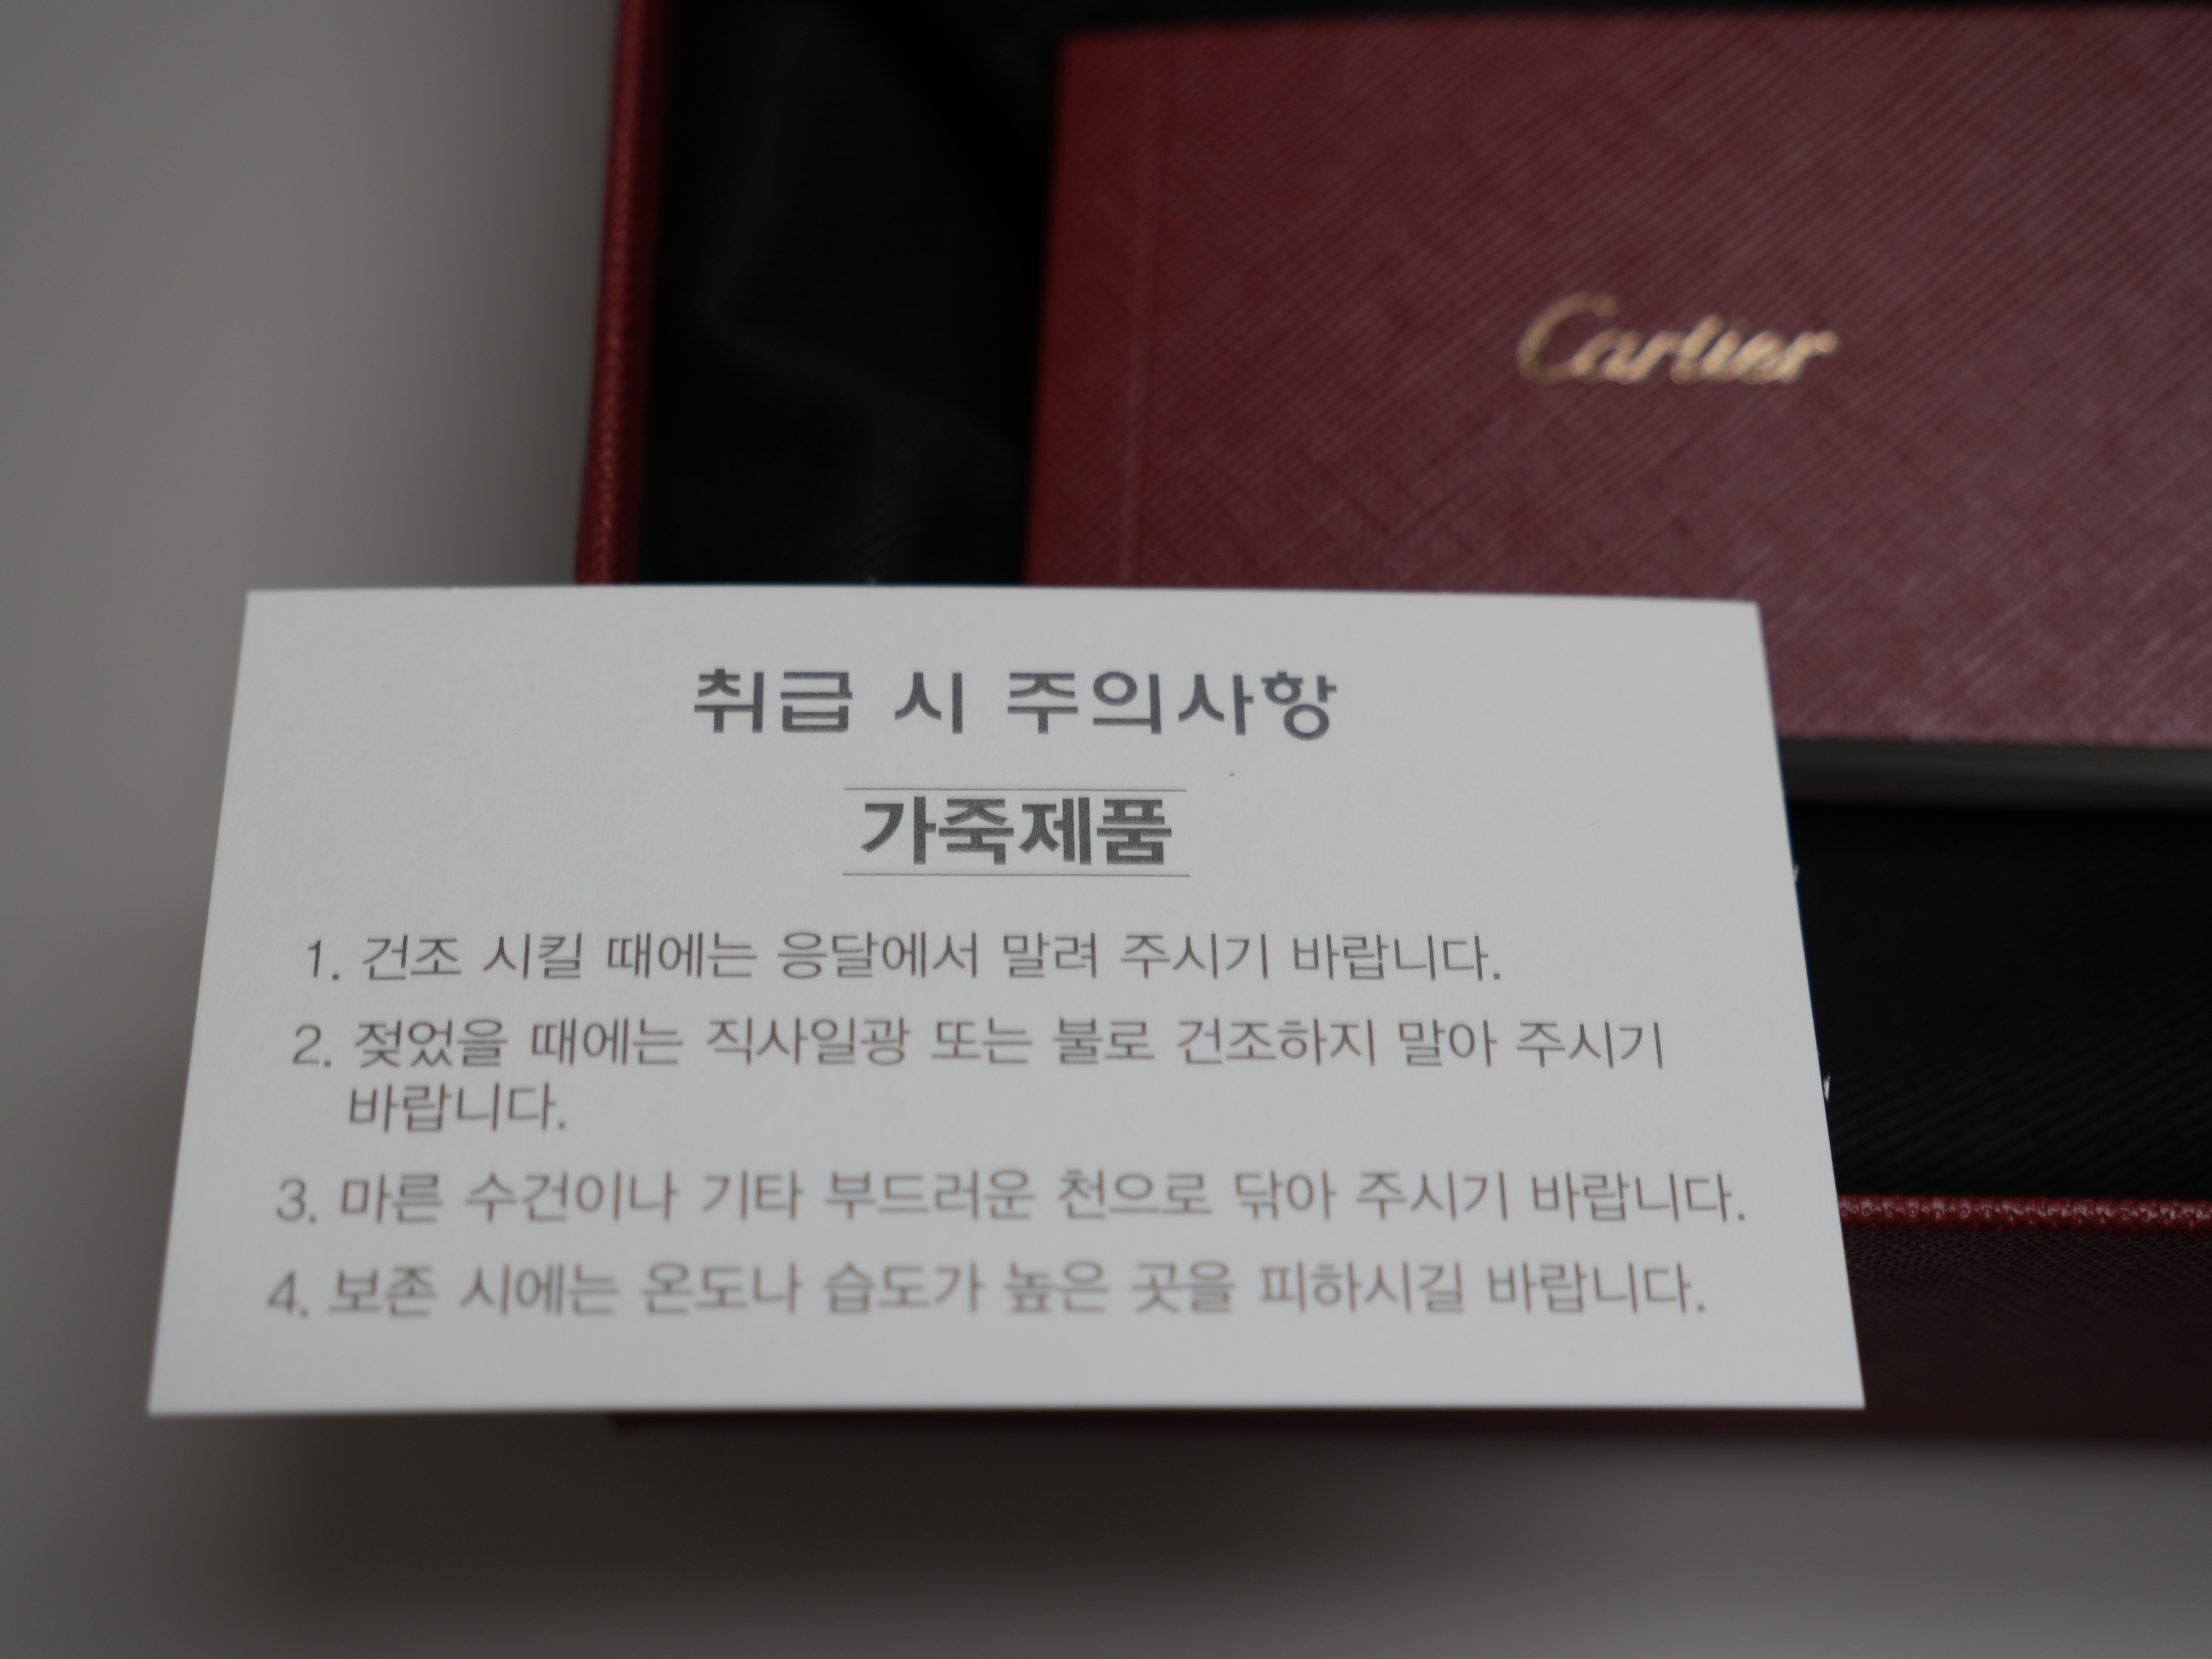 Cartier
취급 시 주의사항
가죽제품
1. 건조 시킬 때에는 응달에서 말려 주시기 바랍니다.
2. 젖었을 때에는 직사일광 또는 불로 건조하지 말아 주시기
바랍니다.
3. 마른 수건이나 기타 부드러운 천으로 닦아 주시기 바랍니다.
4. 보존 시에는 온도나 습도가 높은 곳을 피하시길 바랍니다.